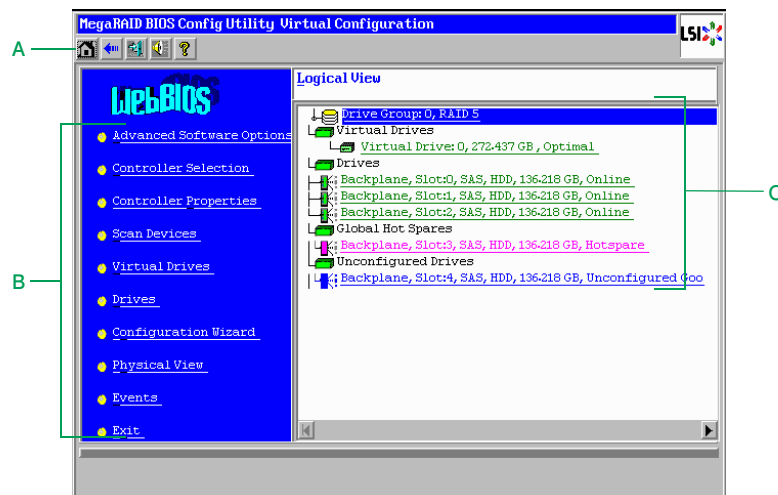 MegaRAID BIOS Config Utility Virtual Configuration
LSI
A
?
WebBIOS
Logical View
B
Advanced Software Options
Controller Selection
Controller Properties
Scan Devices
Virtual Drives
Drives
Configuration Wizard
Physical View
Events
Exit
Drive Group: 0, RAID 5
Virtual Drives
Virtual Drive: 0, 272.437 GB, Optimal
Drives
Backplane, Slot:0, SAS, HDD, 136.218 GB, Online
Backplane, Slot:1, SAS, HDD, 136.218 GB, Online
Backplane, Slot:2, SAS, HDD, 136.218 GB, Online
Global Hot Spares
Backplane, Slot:3, SAS, HDD, 136.218 GB, Hotspare
Unconfigured Drives
Backplane, Slot:4, SAS, HDD, 136.218 GB, Unconfigured Goo
C